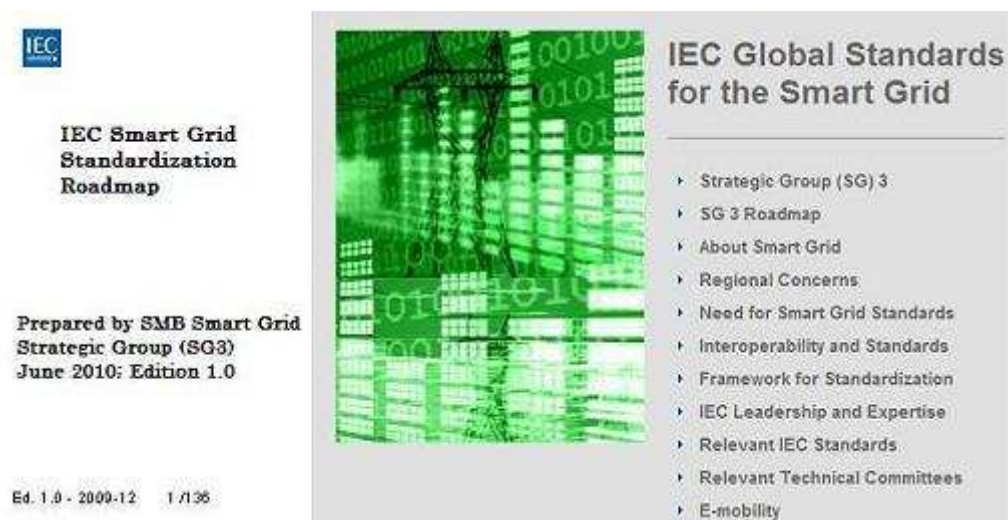 IEC
IEC Smart Grid
Standardization
Roadmap
Prepared by SMB Smart Grid
Strategic Group (SG3)
June 2010; Edition 1.0
Ed. 1.0 - 2009-12 1 /136
IEC Global Standards
for the Smart Grid
Strategic Group (SG) 3
SG 3 Roadmap
About Smart Grid
Regional Concerns
Need for Smart Grid Standards
Interoperability and Standards
Framework for Standardization
IEC Leadership and Expertise
Relevant IEC Standards
Relevant Technical Committees
E-mobility